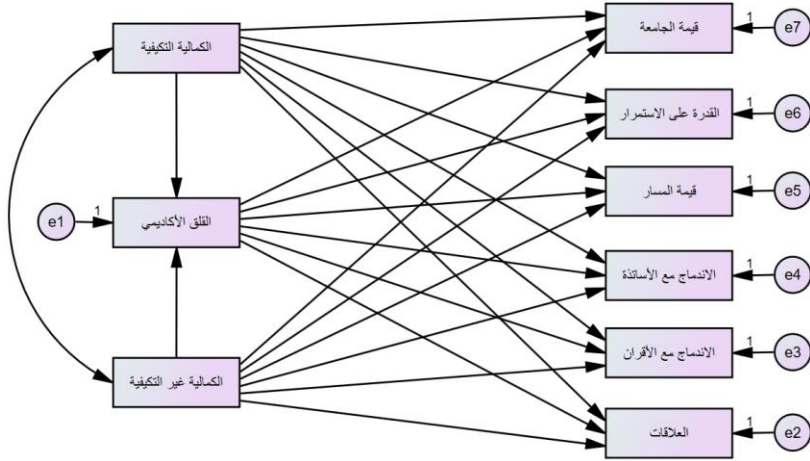 الكمالية التكيفية
قيمة الجامعة
1
e7
القدرة على الاستمرار
1
e6
قيمة المسار
1
e5
e1
1
القلق الأكاديمي
الاندماج مع الأساتذة
1
e4
الاندماج مع الأقران
1
e3
الكمالية غير التكيفية
العلاقات
1
e2